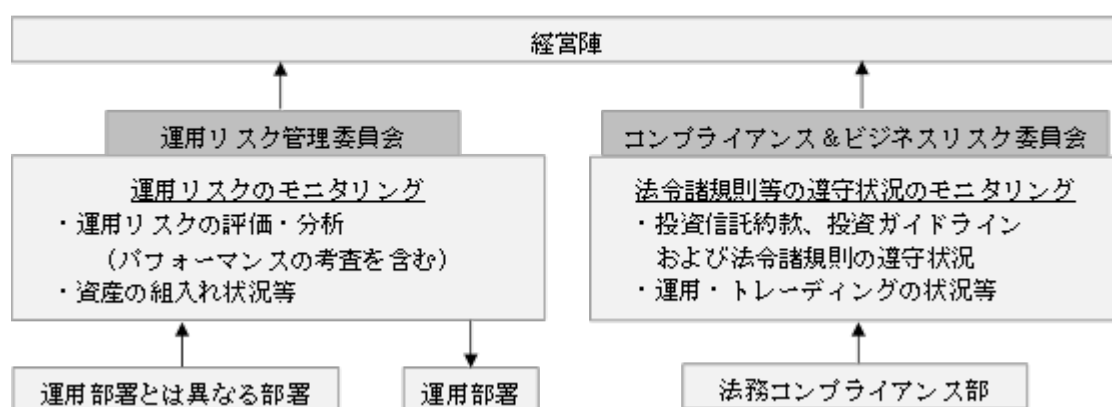 経営陣
運用リスク管理委員会
運用リスクのモニタリング
・運用リスクの評価・分析
（パフォーマンスの考査を含む）
・資産の組入れ状況等
運用部署とは異なる部署
運用部署
コンプライアンス＆ビジネスリスク委員会
法令諸規則等の遵守状況のモニタリング
・投資信託約款、投資ガイドライン
および法令諸規則の遵守状況
・運用・トレーディングの状況等
法務コンプライアンス部